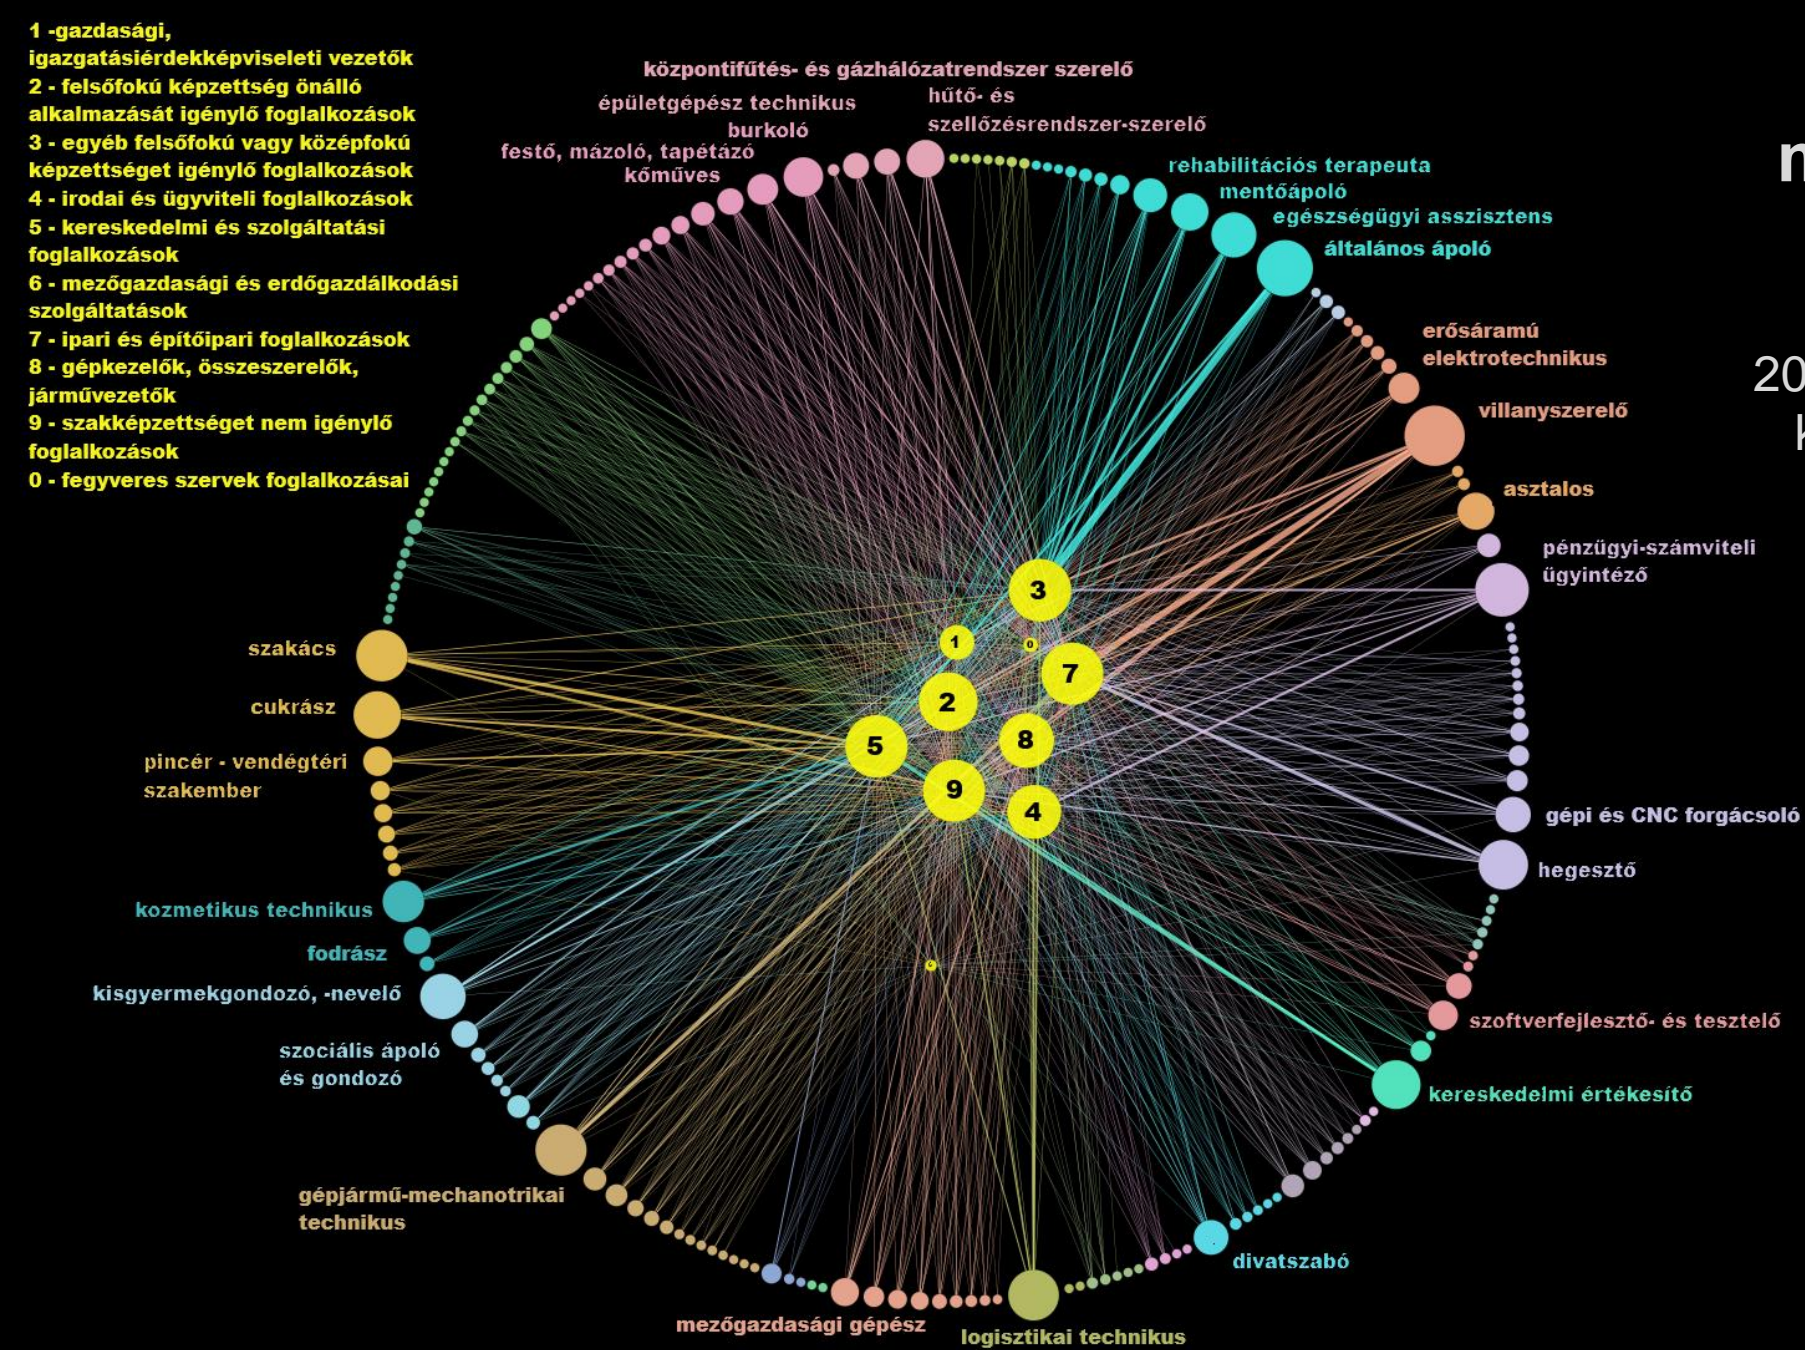 1 -gazdasági,
igazgatásiérdekképviseleti vezetők
2 - felsőfokú képzettség önálló
alkalmazását igénylő foglalkozások
3 - egyéb felsőfokú vagy középfokú
képzettséget igénylő foglalkozások
4 - irodai és ügyviteli foglalkozások
5 - kereskedelmi és szolgáltatási
foglalkozások
6 - mezőgazdasági és erdőgazdálkodási
szolgáltatások
7 - ipari és építőipari foglalkozások
8 - gépkezelők, összeszerelők,
járművezetők
9 - szakképzettséget nem igénylő
foglalkozások
0 - fegyveres szervek foglalkozásai
központifűtés- és gázhálózatrendszer szerelő
hűtő- és
szellőzésrendszer-szerelő
épületgépész technikus
burkoló
festő, mázoló, tapétázó
kőműves
rehabilitációs terapeuta
mentőápoló
egészségügyi asszisztens
általános ápoló
erősáramú
elektrotechnikus
villanyszerelő
asztalos
pénzügyi-számviteli
ügyintéző
gépi és CNC forgácsoló
hegesztő
szoftverfejlesztő- és tesztelő
kereskedelmi értékesítő
divatszabó
logisztikai technikus
mezőgazdasági gépész
gépjármű-mechanotrikai
technikus
szociális ápoló
és gondozó
kisgyermekgondozó, -nevelő
fodrász
kozmetikus technikus
pincér - vendégtéri
szakember
cukrász
szakács
3
1
0
7
2
5
8
9
4
20